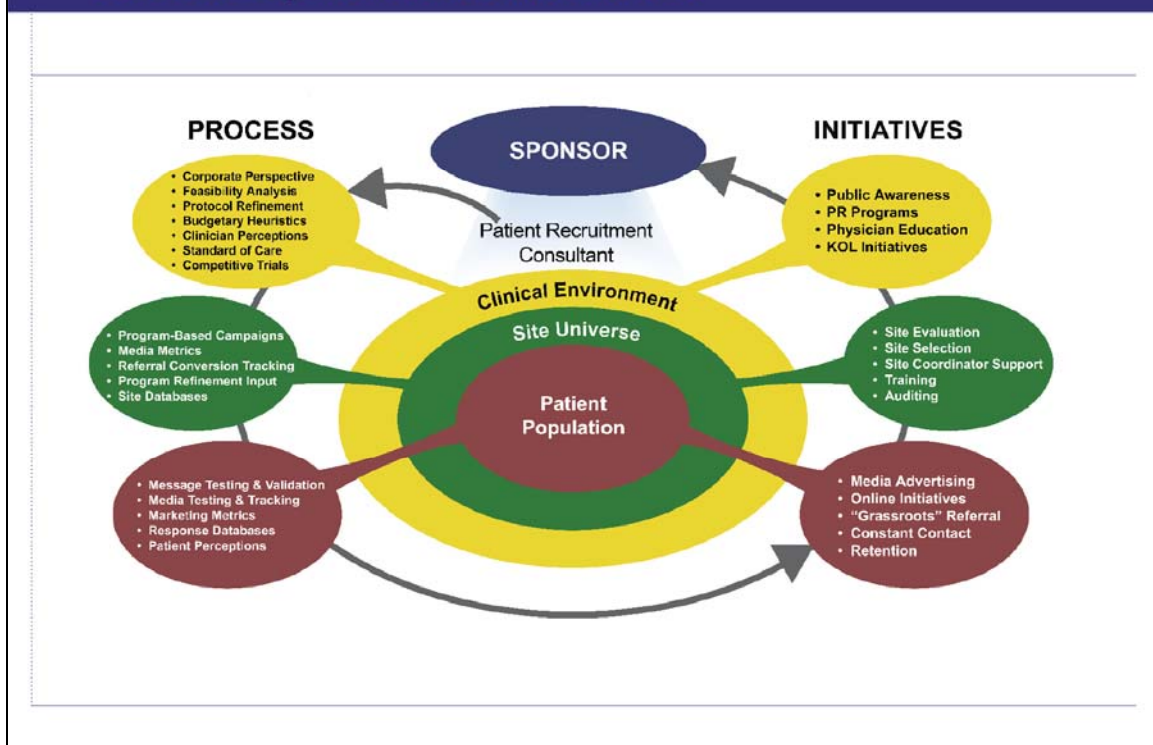 PROCESS
SPONSOR
INITIATIVES
• Corporate Perspective
• Feasibility Analysis
• Protocol Refinement
• Budgetary Heuristics
• Clinician Perceptions
• Standard of Care
• Competitive Trials
Patient Recruitment
Consultant
• Public Awareness
• PR Programs
• Physician Education
• KOL Initiatives
Clinical Environment
Site Universe
Patient
Population
• Program-Based Campaigns
• Media Metrics
• Referral Conversion Tracking
• Program Refinement Input
• Site Databases
• Site Evaluation
• Site Selection
• Site Coordinator Support
• Training
• Auditing
• Message Testing & Validation
• Media Testing & Tracking
• Marketing Metrics
• Response Databases
• Patient Perceptions
• Media Advertising
• Online Initiatives
• “Grassroots” Referral
• Constant Contact
• Retention